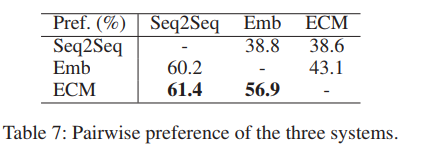 Pref. (%) Seq2Seq Emb ECM
Seq2Seq - 38.8 38.6
Emb 60.2 - 43.1
ECM 61.4 56.9 -
Table 7: Pairwise preference of the three systems.